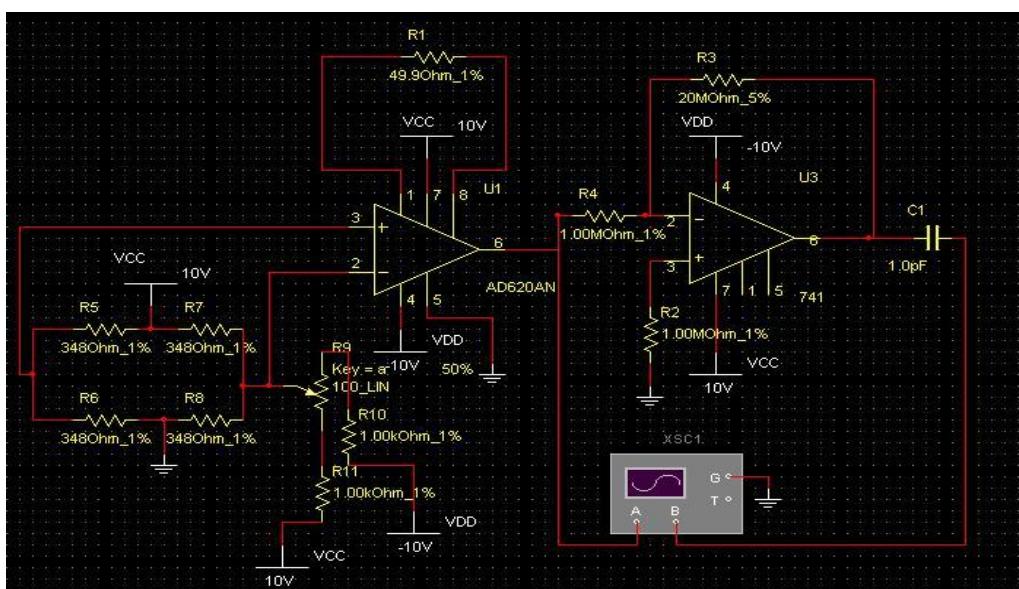 R1
49.9Ohm_1%
VCC 10V
1 7 8
U1
3
+
2
−
6
AD620AN
4 5
VDD
-10V
50%
VCC
10V
R5 R7
348Ohm_1% 348Ohm_1%
R6 R8
348Ohm_1% 348Ohm_1%
R9
Key = a
100_LIN
R10
1.00kOhm_1%
R11
1.00kOhm_1%
VDD
-10V
VCC
10V
R3
20MOhm_5%
VDD
-10V
4
U3
R4
1.00MOhm_1%
2
−
3
+
6
7 1 5
741
C1
1.0pF
R2
1.00MOhm_1%
VCC
10V
XSC1
G
T
A B